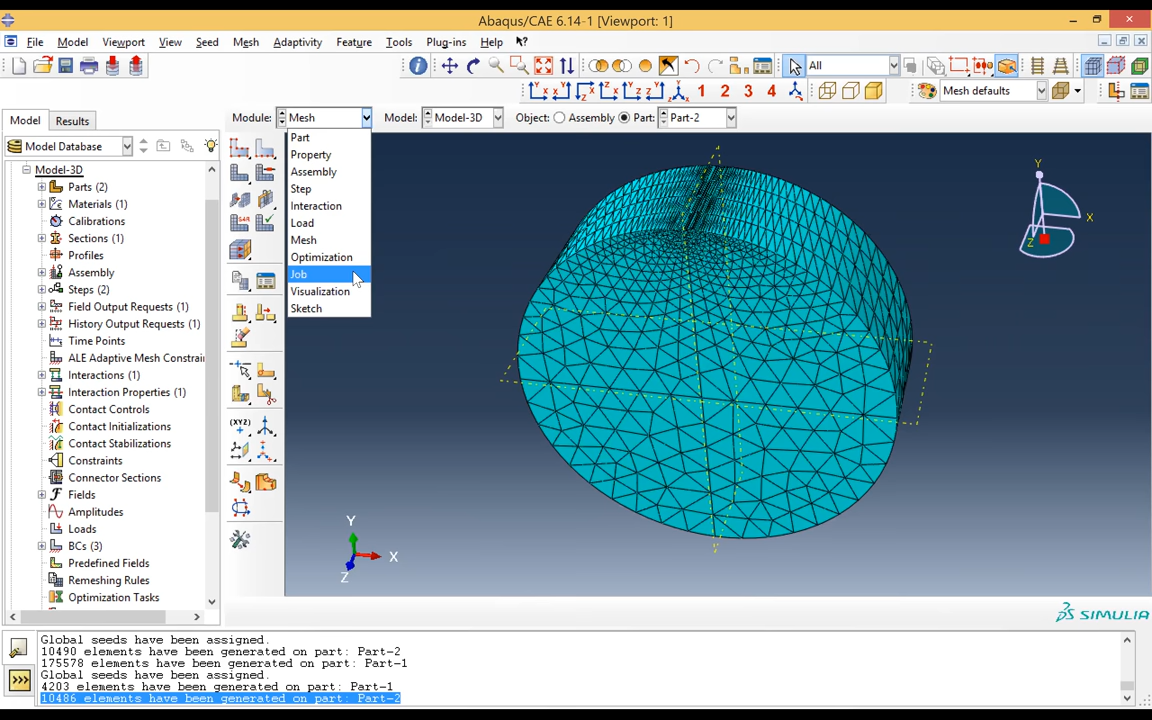 Abaqus/CAE 6.14-1 [Viewport: 1]
File Model Viewport View Seed Mesh Adaptivity Feature Tools Plug-ins Help
All
1 2 3 4 Mesh defaults
Model Results
Module: Mesh Model: Model-3D Object: Assembly Part: Part-2
Model Database
Model-3D
Parts (2)
Materials (1)
Calibrations
Sections (1)
Profiles
Assembly
Steps (2)
Field Output Requests (1)
History Output Requests (1)
Time Points
ALE Adaptive Mesh Constrai
Interactions (1)
Interaction Properties (1)
Contact Controls
Contact Initializations
Contact Stabilizations
Constraints
Connector Sections
Fields
Amplitudes
Loads
BCs (3)
Predefined Fields
Remeshing Rules
Optimization Tasks
Part
Property
Assembly
Step
Interaction
Load
Mesh
Optimization
Job
Visualization
Sketch
Y
X
Z
Y
X
Z
SIMULIA
Global seeds have been assigned.
10490 elements have been generated on part: Part-2
175578 elements have been generated on part: Part-1
Global seeds have been assigned.
4203 elements have been generated on part: Part-1
10486 elements have been generated on part: Part-2